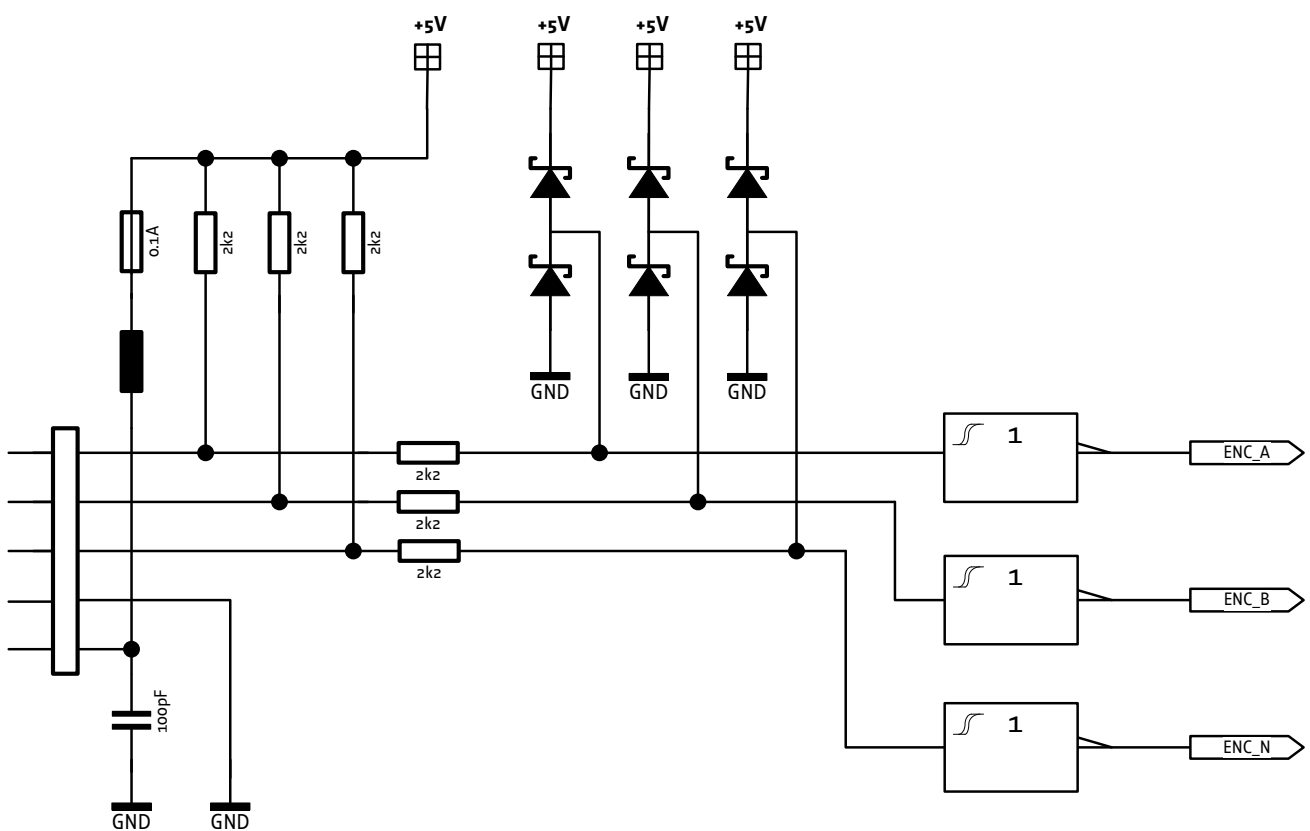 +5V
+5V
+5V
+5V
0.1A
2k2
2k2
2k2
GND
GND
GND
1
ENC_A
2k2
2k2
2k2
1
ENC_B
100pF
1
ENC_N
GND
GND